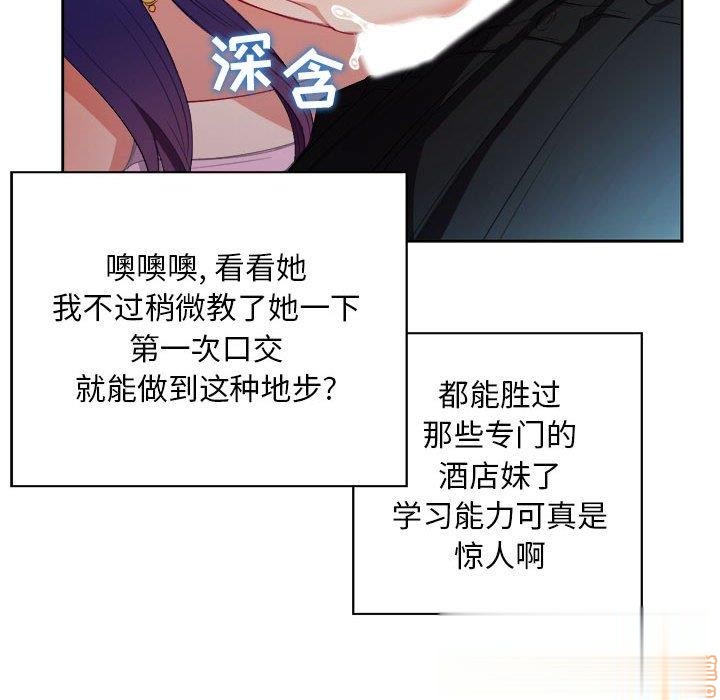 深含
噢噢噢, 看看她
我不过稍微教了她一下
第一次口交
就能做到这种地步?
都能胜过
那些专门的
酒店妹了
学习能力可真是
惊人啊